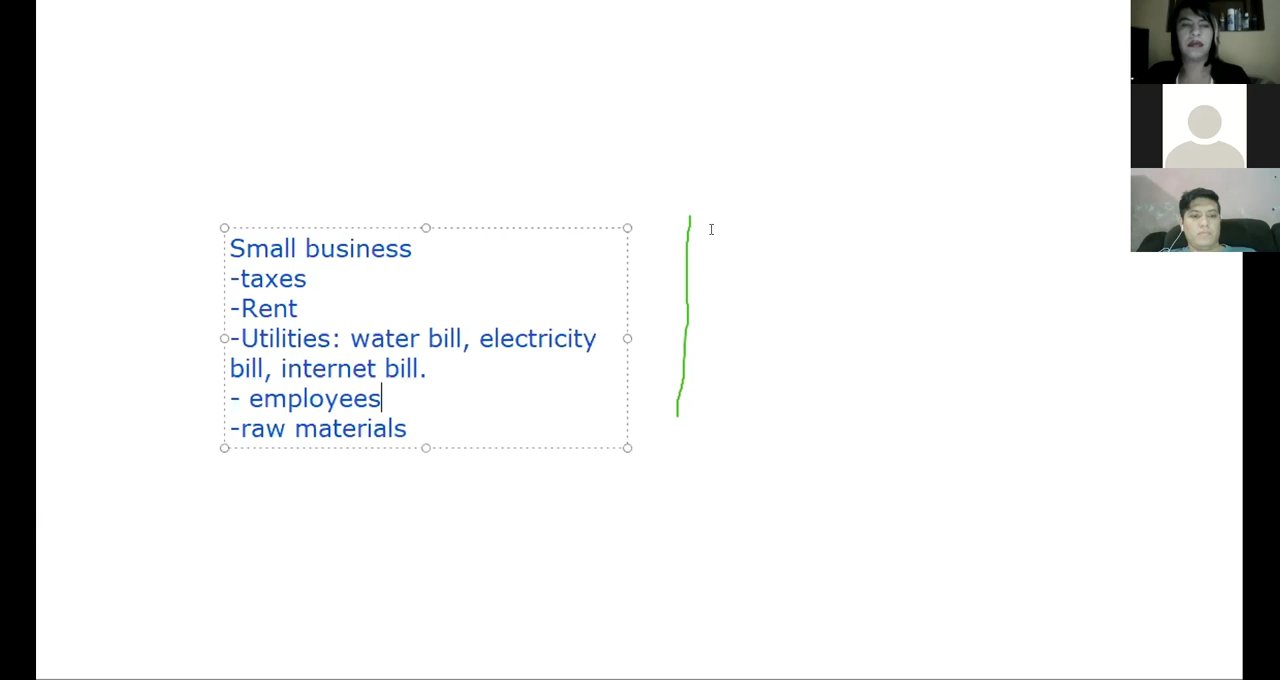 Small business
-taxes
-Rent
-Utilities: water bill, electricity
bill, internet bill.
- employees
-raw materials